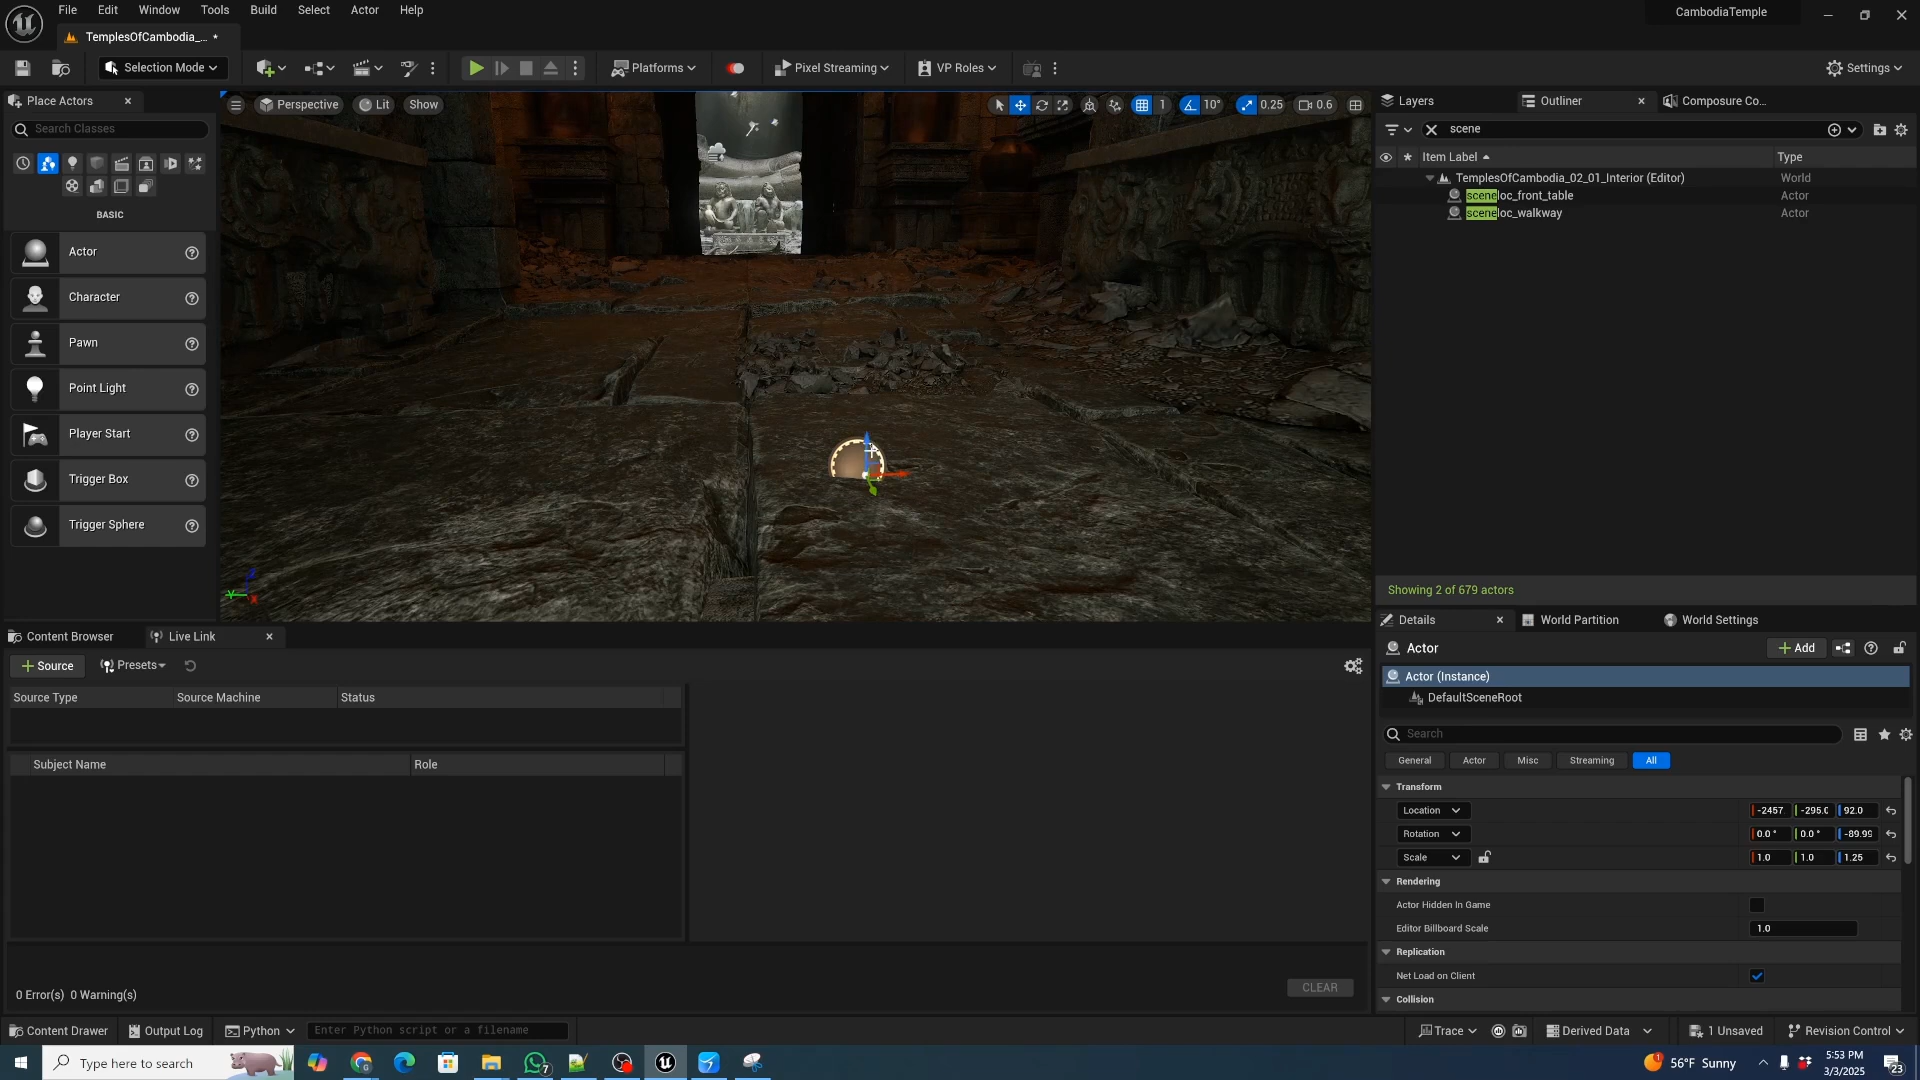 File Edit Window Tools Build Select Actor Help
CambodiaTemple
TemplesOfCambodia_... *
Selection Mode
Platforms
Pixel Streaming
VP Roles
Settings
Place Actors
Search Classes
BASIC
Actor
Character
Pawn
Point Light
Player Start
Trigger Box
Trigger Sphere
Perspective Lit Show
1 10° 0.25 0.6
Layers Outliner Composure Co...
scene
Item Label Type
TemplesOfCambodia_02_01_Interior (Editor) World
sceneloc_front_table Actor
sceneloc_walkway Actor
Showing 2 of 679 actors
Details World Partition World Settings
Actor + Add
Actor (Instance)
DefaultSceneRoot
Search
General Actor Misc Streaming All
Transform
Location -2457 -295.0 92.0
Rotation 0.0 ° 0.0 ° -89.99
Scale 1.0 1.0 1.25
Rendering
Actor Hidden In Game
Editor Billboard Scale 1.0
Replication
Net Load on Client
Collision
Content Browser Live Link
+ Source Presets
Source Type Source Machine Status
Subject Name Role
0 Error(s) 0 Warning(s)
CLEAR
Content Drawer Output Log Python Enter Python script or a filename
Trace Derived Data 1 Unsaved Revision Control
Type here to search
7
1 56°F Sunny
5:53 PM
3/3/2025
23